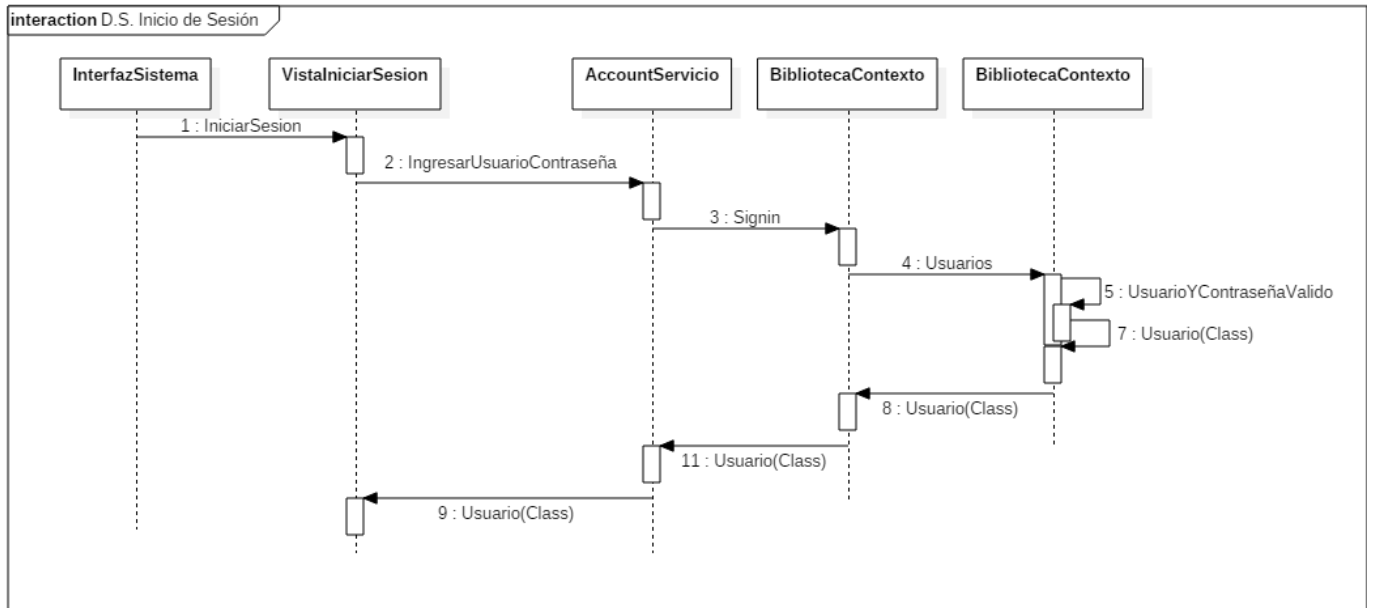 interaction D.S. Inicio de Sesión
InterfazSistema
VistaIniciarSesion
AccountServicio
BibliotecaContexto
BibliotecaContexto
1 : IniciarSesion
2 : IngresarUsuarioContraseña
3 : Signin
4 : Usuarios
5 : UsuarioYContraseñaValido
7 : Usuario(Class)
8 : Usuario(Class)
11 : Usuario(Class)
9 : Usuario(Class)